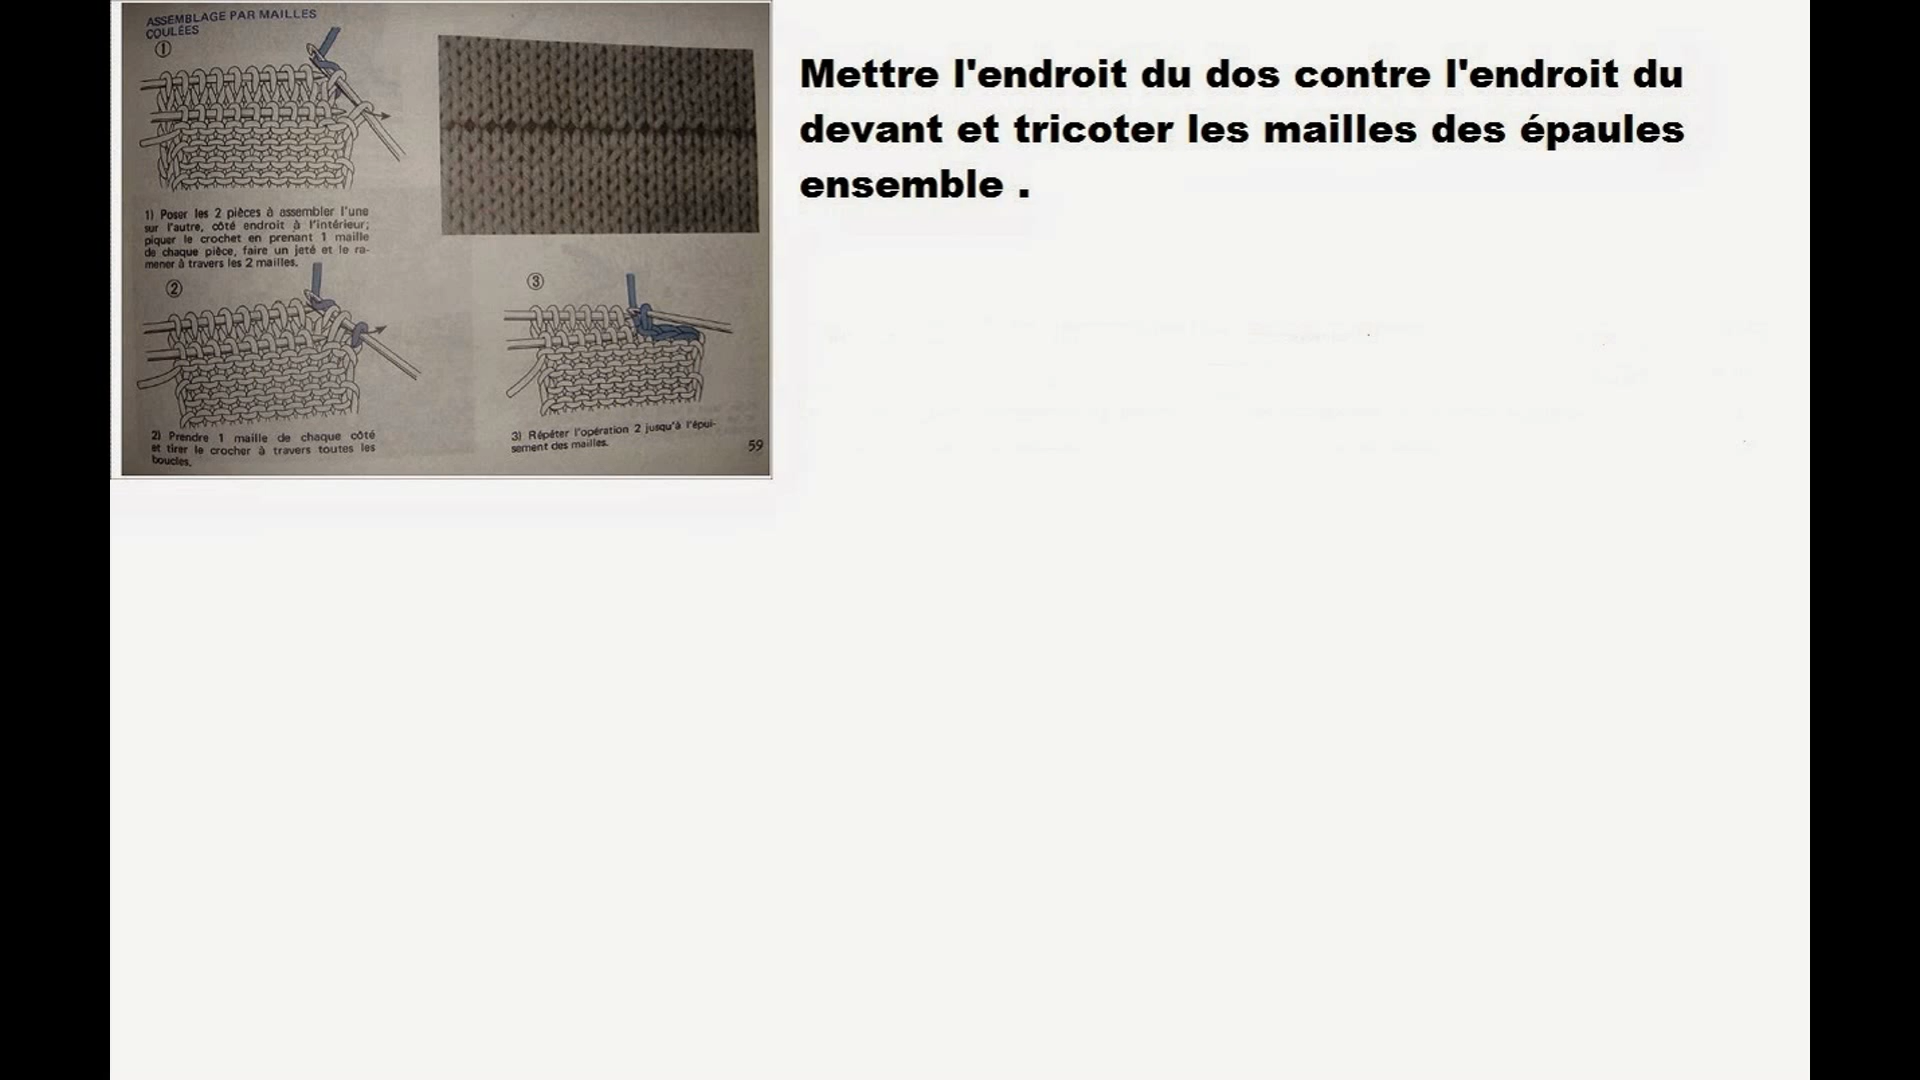 ASSEMBLAGE PAR MAILLES
COULÉES
①
1) Poser les 2 pièces à assembler l'une
sur l'autre, côté endroit à l'intérieur;
piquer le crochet en prenant 1 maille
de chaque pièce, faire un jeté et le ra-
mener à travers les 2 mailles.
②
2) Prendre 1 maille de chaque côté
et tirer le crocher à travers toutes les
boucles.
③
3) Répéter l'opération 2 jusqu'à l'épui-
sement des mailles.
59
Mettre l'endroit du dos contre l'endroit du
devant et tricoter les mailles des épaules
ensemble .